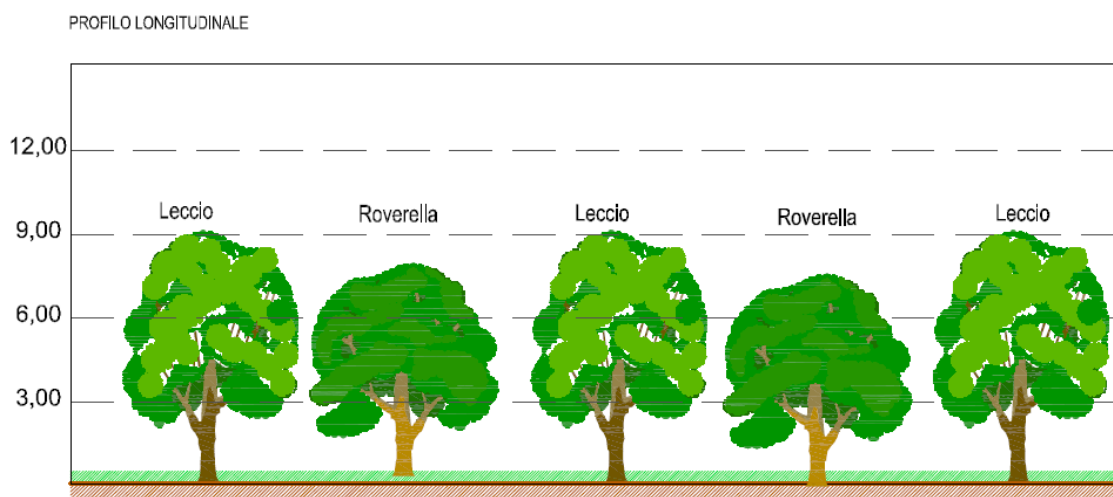 PROFILO LONGITUDINALE
12,00
Leccio Roverella Leccio Roverella Leccio
9,00
6,00
3,00